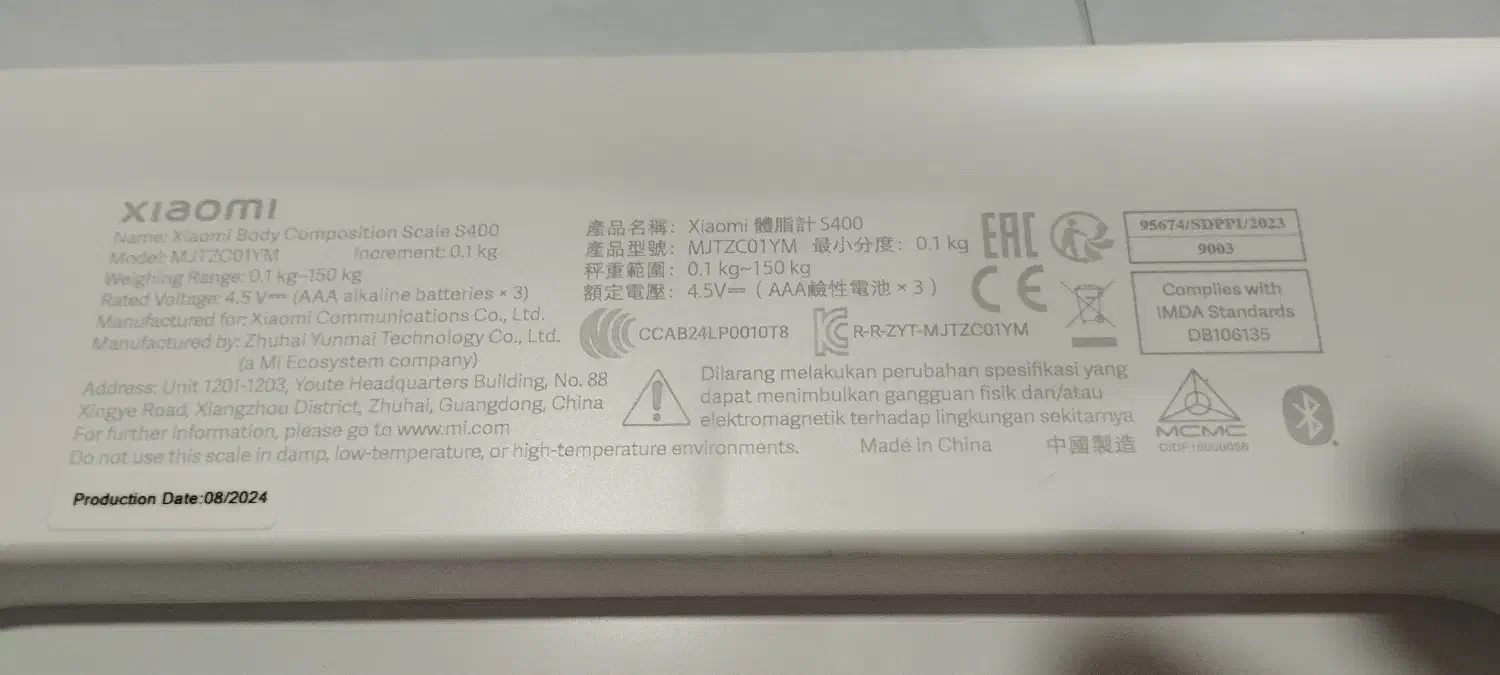 xiaomi
Name: Xiaomi Body Composition Scale S400
Model: MJTZC01YM Increment: 0.1 kg
Weighing Range: 0.1 kg~150 kg
Rated Voltage: 4.5 V⎓ (AAA alkaline batteries × 3)
Manufactured for: Xiaomi Communications Co., Ltd.
Manufactured by: Zhuhai Yunmai Technology Co., Ltd.
(a Mi Ecosystem company)
Address: Unit 1201-1203, Youte Headquarters Building, No. 88
Xingye Road, Xiangzhou District, Zhuhai, Guangdong, China
For further information, please go to www.mi.com
Do not use this scale in damp, low-temperature, or high-temperature environments.
Production Date:08/2024
產品名稱: Xiaomi 體脂計 S400
產品型號: MJTZC01YM 最小分度: 0.1 kg
秤重範圍: 0.1 kg~150 kg
額定電壓: 4.5V⎓ ( AAA鹼性電池 × 3 )
CCAB24LP0010T8
R-R-ZYT-MJTZC01YM
Dilarang melakukan perubahan spesifikasi yang
dapat menimbulkan gangguan fisik dan/atau
elektromagnetik terhadap lingkungan sekitarnya
Made in China 中國製造
EAC
CE
95674/SDPPI/2023
9003
Complies with
IMDA Standards
DB106135
MCMC